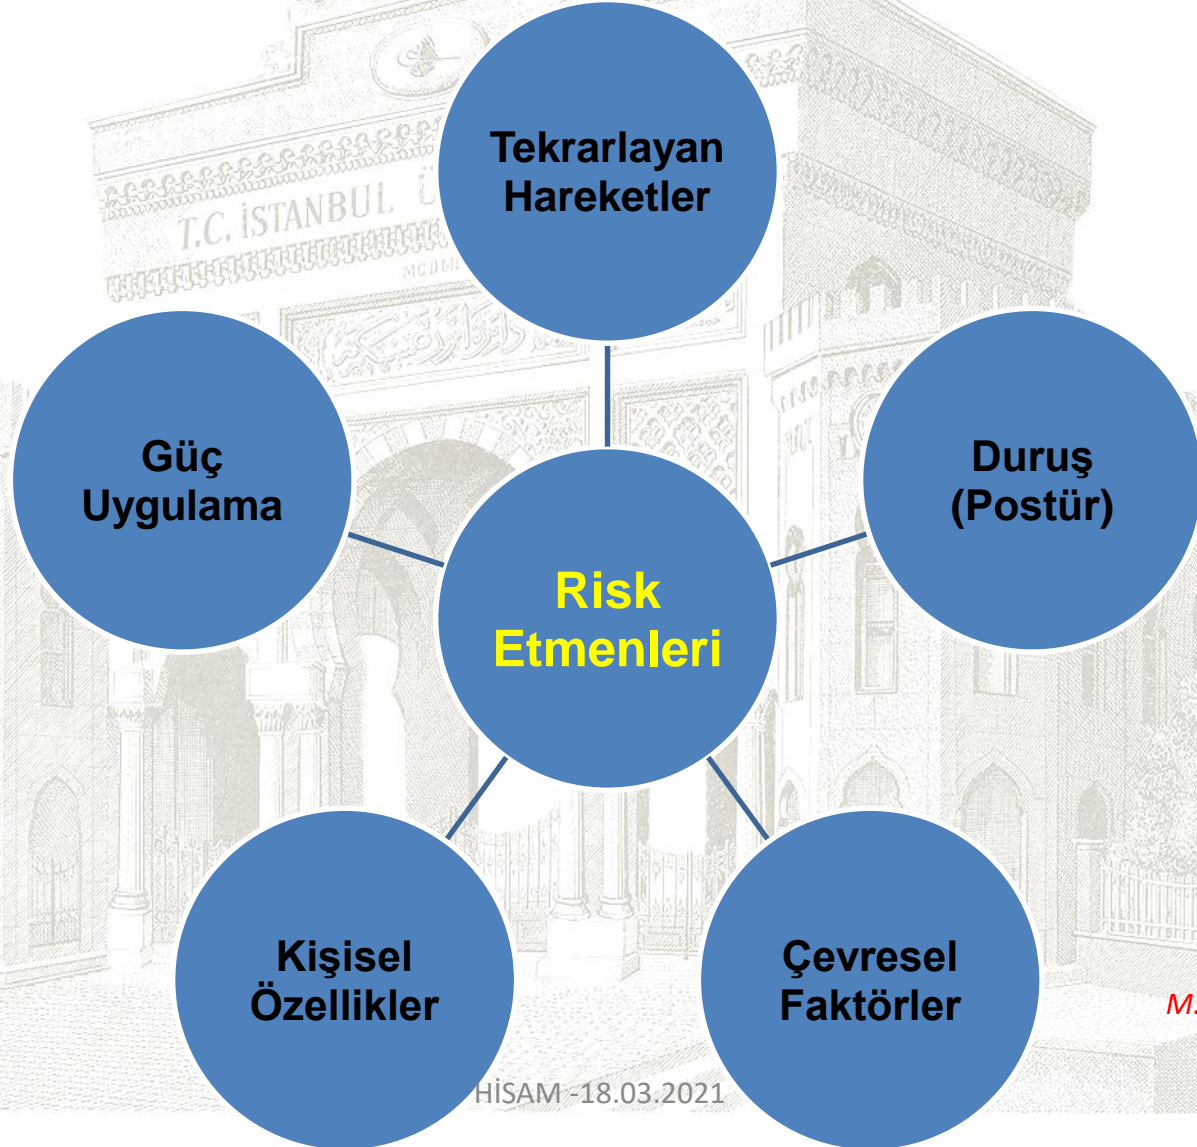 Tekrarlayan
Hareketler
T.C. İSTANBUL Ü
Güç
Uygulama
Duruş
(Postür)
Risk
Etmenleri
Kişisel
Özellikler
Çevresel
Faktörler
M.
HİSAM -18.03.2021